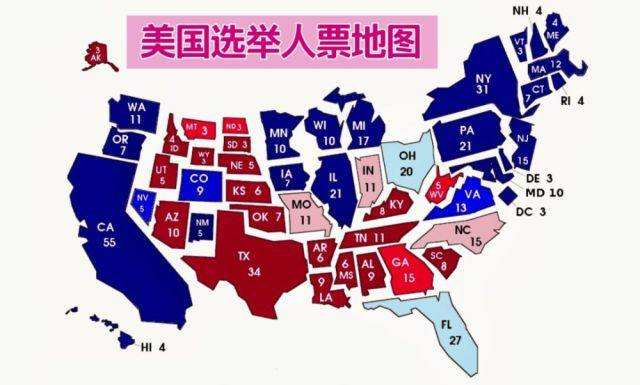 美国选举人票地图
NH 4
3
AK
VT
3
4
ME
WA
11
MT 3
ND 3
MN
10
WI
10
MI
17
NY
31
MA 12
CT
7
RI 4
OR
7
4
ID
WY
3
SD 3
NE 5
IA
7
IL
21
IN
11
OH
20
PA
21
NJ
15
DE 3
MD 10
DC 3
NV
5
UT
5
CO
9
KS 6
MO
11
KY
8
5
WV
VA
13
CA
55
AZ
10
NM
5
OK 7
AR
6
TN 11
NC
15
TX
34
9
LA
6
MS
AL
9
GA
15
SC
8
FL
27
HI 4